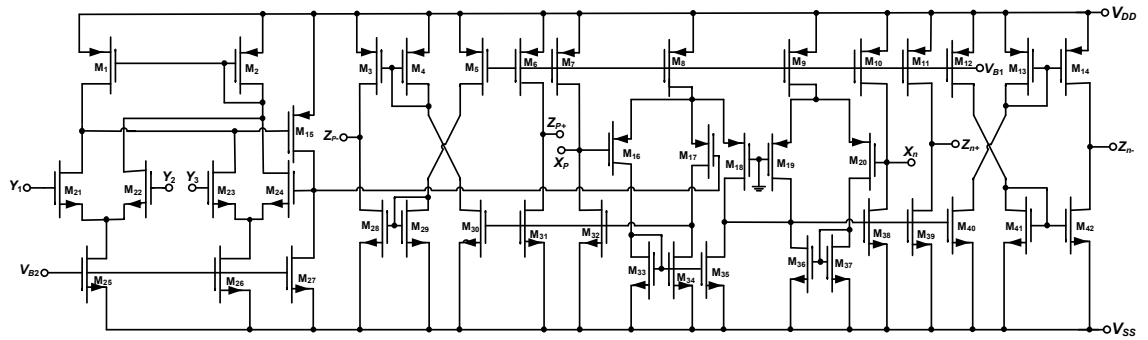 VDD
M1 M2 M3 M4 M5 M6 M7 M8 M9 M10 M11 M12 VB1 M13 M14
M15 ZP- ZP+ XP M16 M17 M18 M19 M20 Xn Zn+ Zn-
Y1 M21 M22 Y2 Y3 M23 M24
M28 M29 M30 M31 M32 M38 M39 M40 M41 M42
VB2 M25 M26 M27 M33 M34 M35 M36 M37
VSS